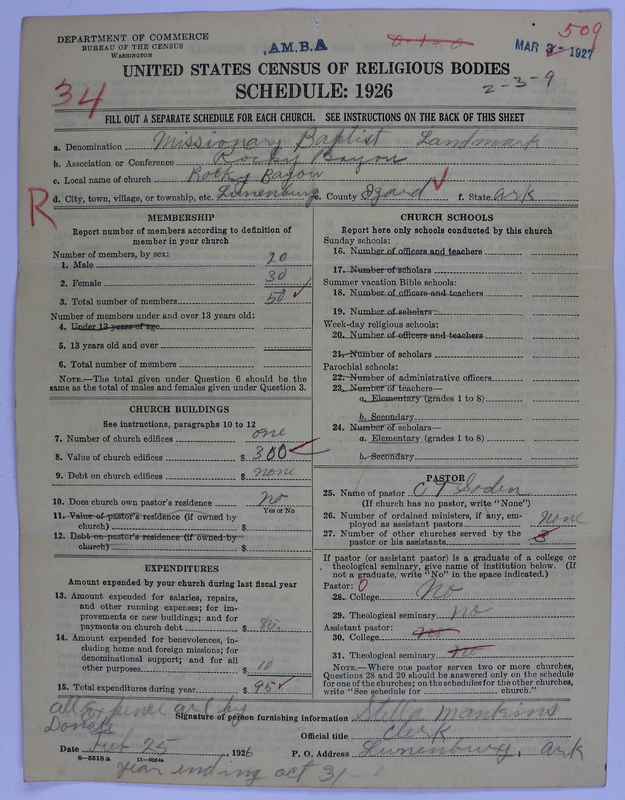 DEPARTMENT OF COMMERCE
BUREAU OF THE CENSUS
WASHINGTON
A.M.B.A
0-1-0
509
MAR 3 - 1927
UNITED STATES CENSUS OF RELIGIOUS BODIES
SCHEDULE: 1926
2-3-9
34
FILL OUT A SEPARATE SCHEDULE FOR EACH CHURCH. SEE INSTRUCTIONS ON THE BACK OF THIS SHEET
a. Denomination Missionary Baptist Landmark
b. Association or Conference Rocky Bayou
c. Local name of church Rocky Bayou
d. City, town, village, or township, etc. Lunenburg e. County Izard f. State Ark
R
MEMBERSHIP
Report number of members according to definition of
member in your church
Number of members, by sex:
1. Male 20
2. Female 30
3. Total number of members 50
Number of members under and over 13 years old:
4. Under 13 years of age
5. 13 years old and over
6. Total number of members
NOTE.—The total given under Question 6 should be the
same as the total of males and females given under Question 3.
CHURCH BUILDINGS
See instructions, paragraphs 10 to 12
7. Number of church edifices one
8. Value of church edifices $ 300
9. Debt on church edifices $ none
10. Does church own pastor's residence no
Yes or No
11. Value of pastor's residence (if owned by
church) $
12. Debt on pastor's residence (if owned by
church) $
EXPENDITURES
Amount expended by your church during last fiscal year
13. Amount expended for salaries, repairs,
and other running expenses; for im-
provements or new buildings; and for
payments on church debt $ 85
14. Amount expended for benevolences, in-
cluding home and foreign missions; for
denominational support; and for all
other purposes $ 10
15. Total expenditures during year $ 95
CHURCH SCHOOLS
Report here only schools conducted by this church
Sunday schools:
16. Number of officers and teachers
17. Number of scholars
Summer vacation Bible schools:
18. Number of officers and teachers
19. Number of scholars
Week-day religious schools:
20. Number of officers and teachers
21. Number of scholars
Parochial schools:
22. Number of administrative officers
23. Number of teachers—
a. Elementary (grades 1 to 8)
b. Secondary
24. Number of scholars—
a. Elementary (grades 1 to 8)
b. Secondary
PASTOR
25. Name of pastor C T Soden
(If church has no pastor, write "None")
26. Number of ordained ministers, if any, em-
ployed as assistant pastors none
27. Number of other churches served by the
pastor or his assistants 3
If pastor (or assistant pastor) is a graduate of a college or
theological seminary, give name of institution below. (If
not a graduate, write "No" in the space indicated.)
Pastor: 0
28. College No
29. Theological seminary no
Assistant pastor:
30. College no
31. Theological seminary no
NOTE.—Where one pastor serves two or more churches,
Questions 28 and 29 should be answered only on the schedule
for one of the churches; on the schedules for the other churches,
write "See schedule for church."
Signature of person furnishing information Stella Mankins
Official title Clerk
Date Feb 25, 1926 P. O. Address Lunenburg, Ark
8-5518a 11-9054a
year ending oct 31